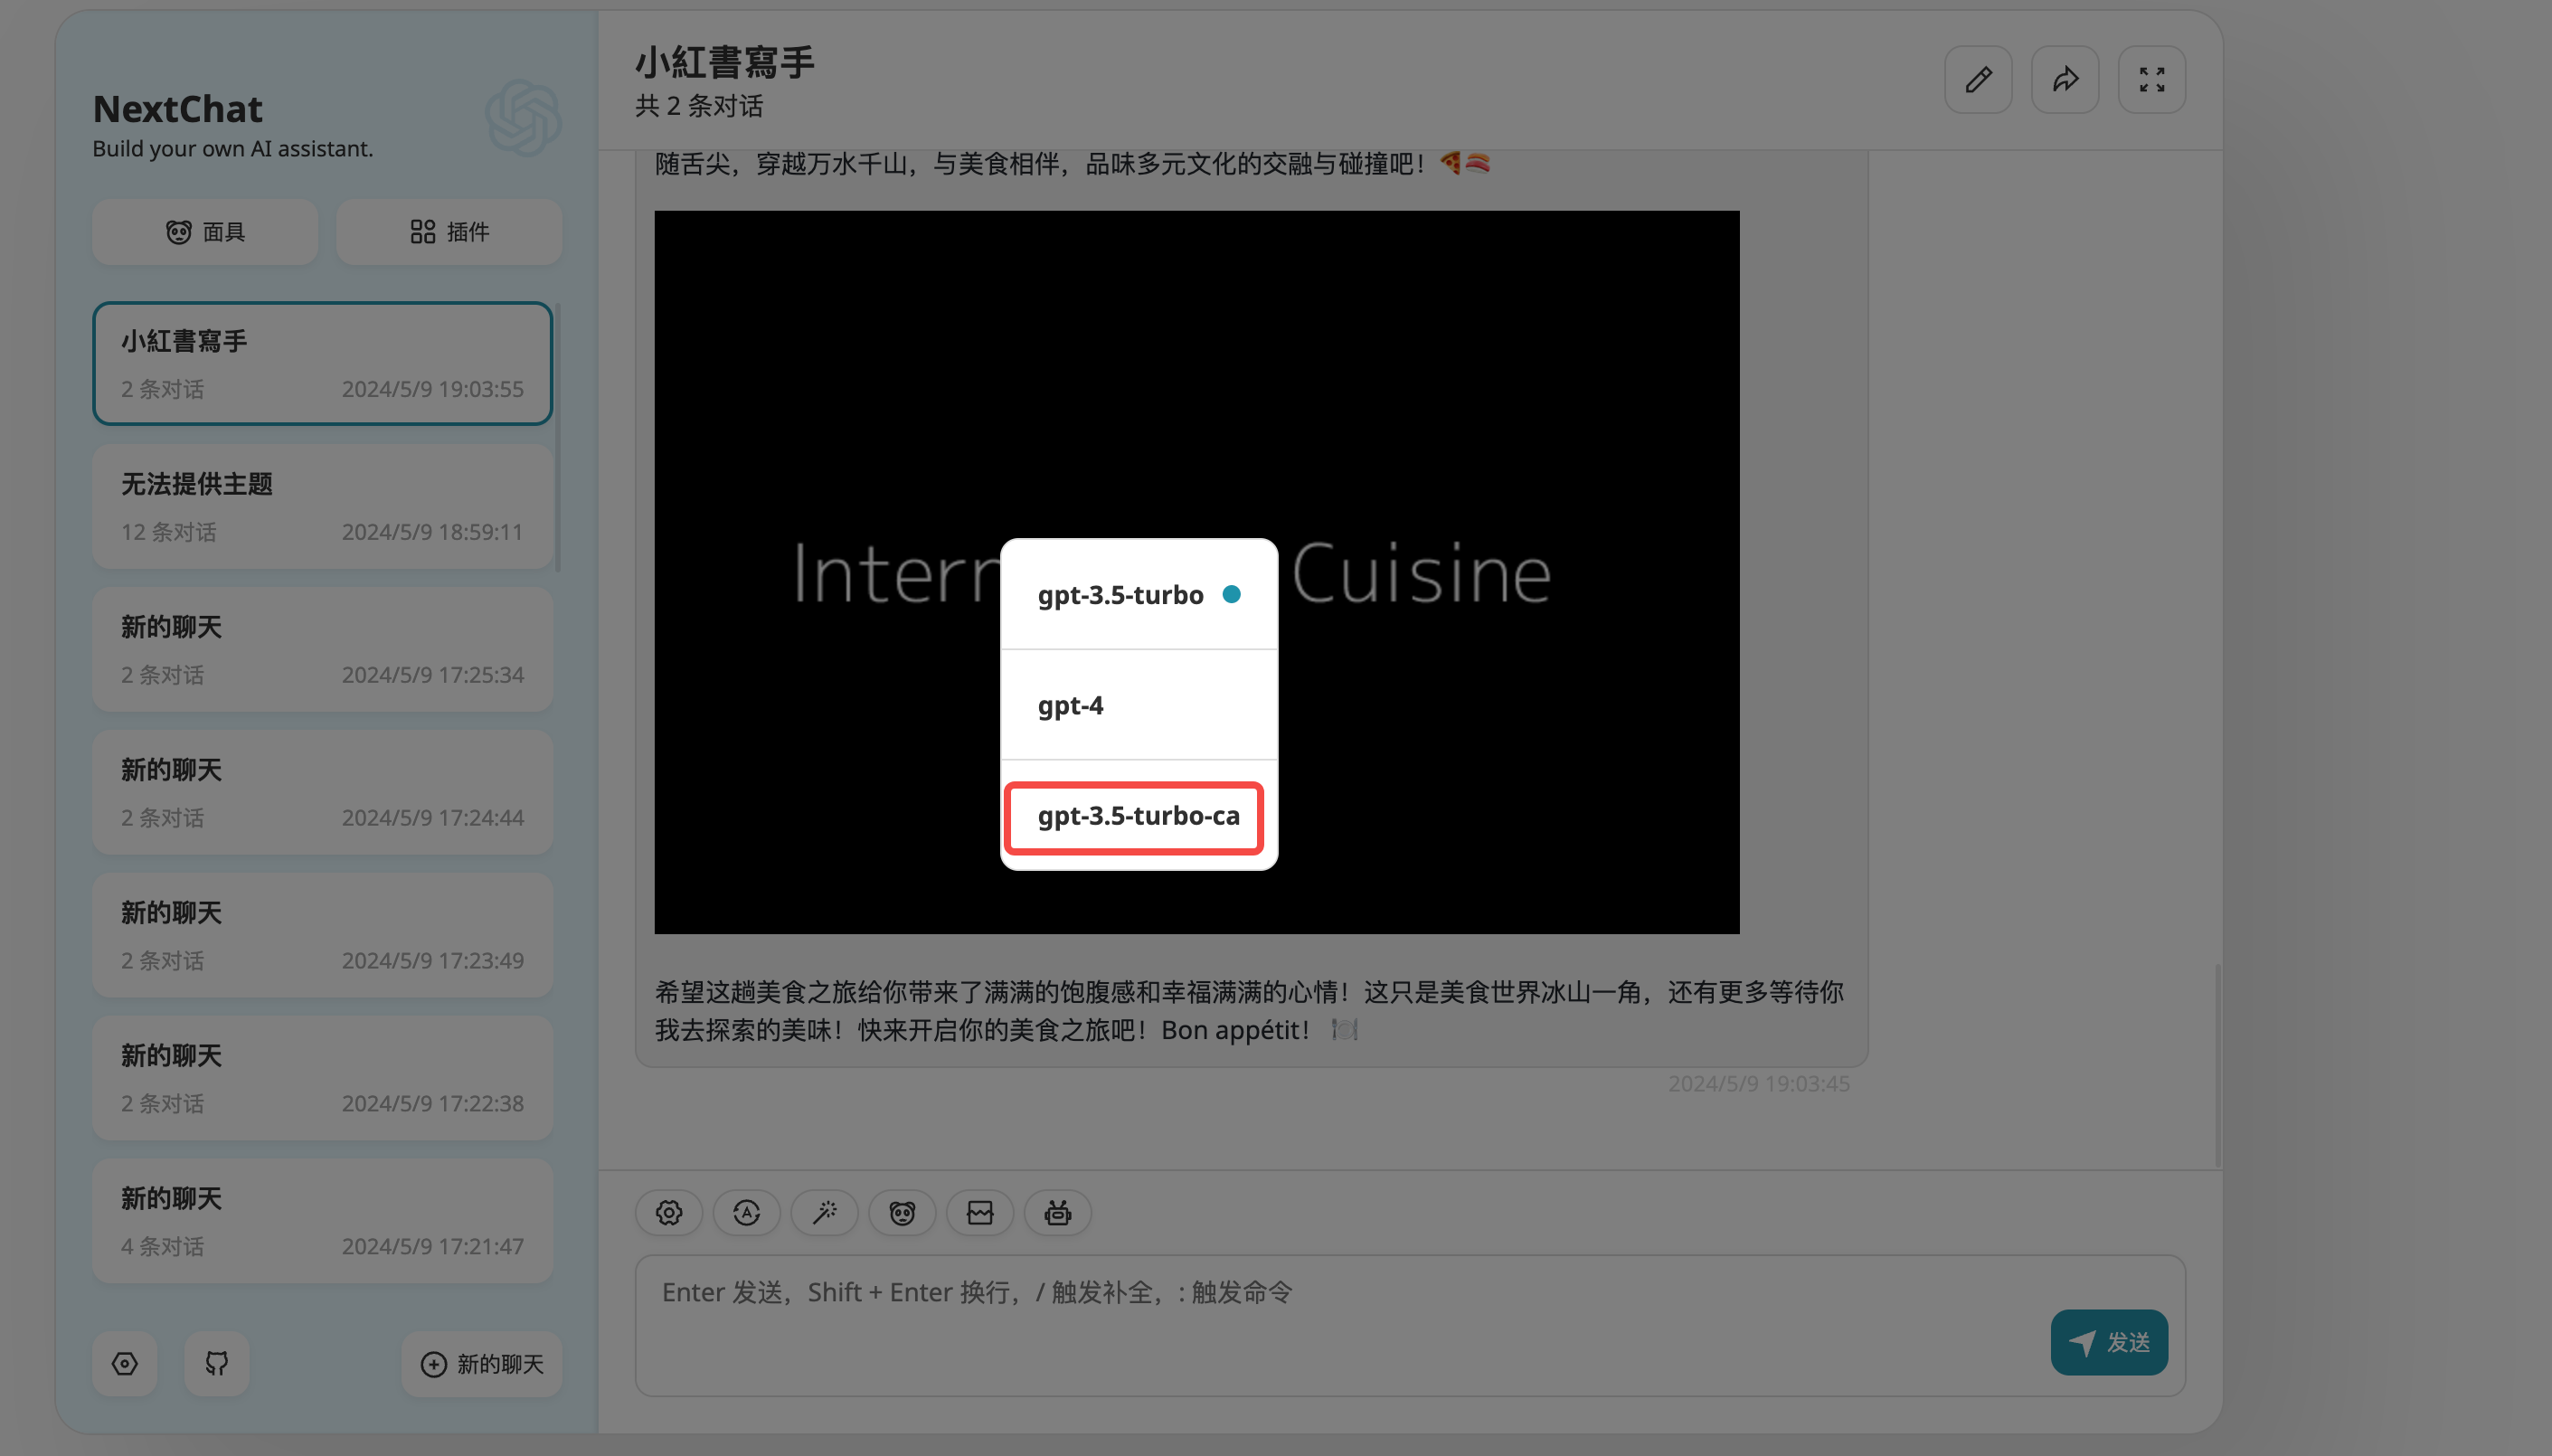 NextChat
Build your own AI assistant.
面具
插件
小紅書寫手
2 条对话 2024/5/9 19:03:55
无法提供主题
12 条对话 2024/5/9 18:59:11
新的聊天
2 条对话 2024/5/9 17:25:34
新的聊天
2 条对话 2024/5/9 17:24:44
新的聊天
2 条对话 2024/5/9 17:23:49
新的聊天
2 条对话 2024/5/9 17:22:38
新的聊天
4 条对话 2024/5/9 17:21:47
新的聊天
小紅書寫手
共 2 条对话
随舌尖，穿越万水千山，与美食相伴，品味多元文化的交融与碰撞吧！🍕🍣
Cuisine
gpt-3.5-turbo
gpt-4
gpt-3.5-turbo-ca
希望这趟美食之旅给你带来了满满的饱腹感和幸福满满的心情！这只是美食世界冰山一角，还有更多等待你
我去探索的美味！快来开启你的美食之旅吧！Bon appétit！ 🍽️
2024/5/9 19:03:45
Enter 发送，Shift + Enter 换行，/ 触发补全，: 触发命令
发送